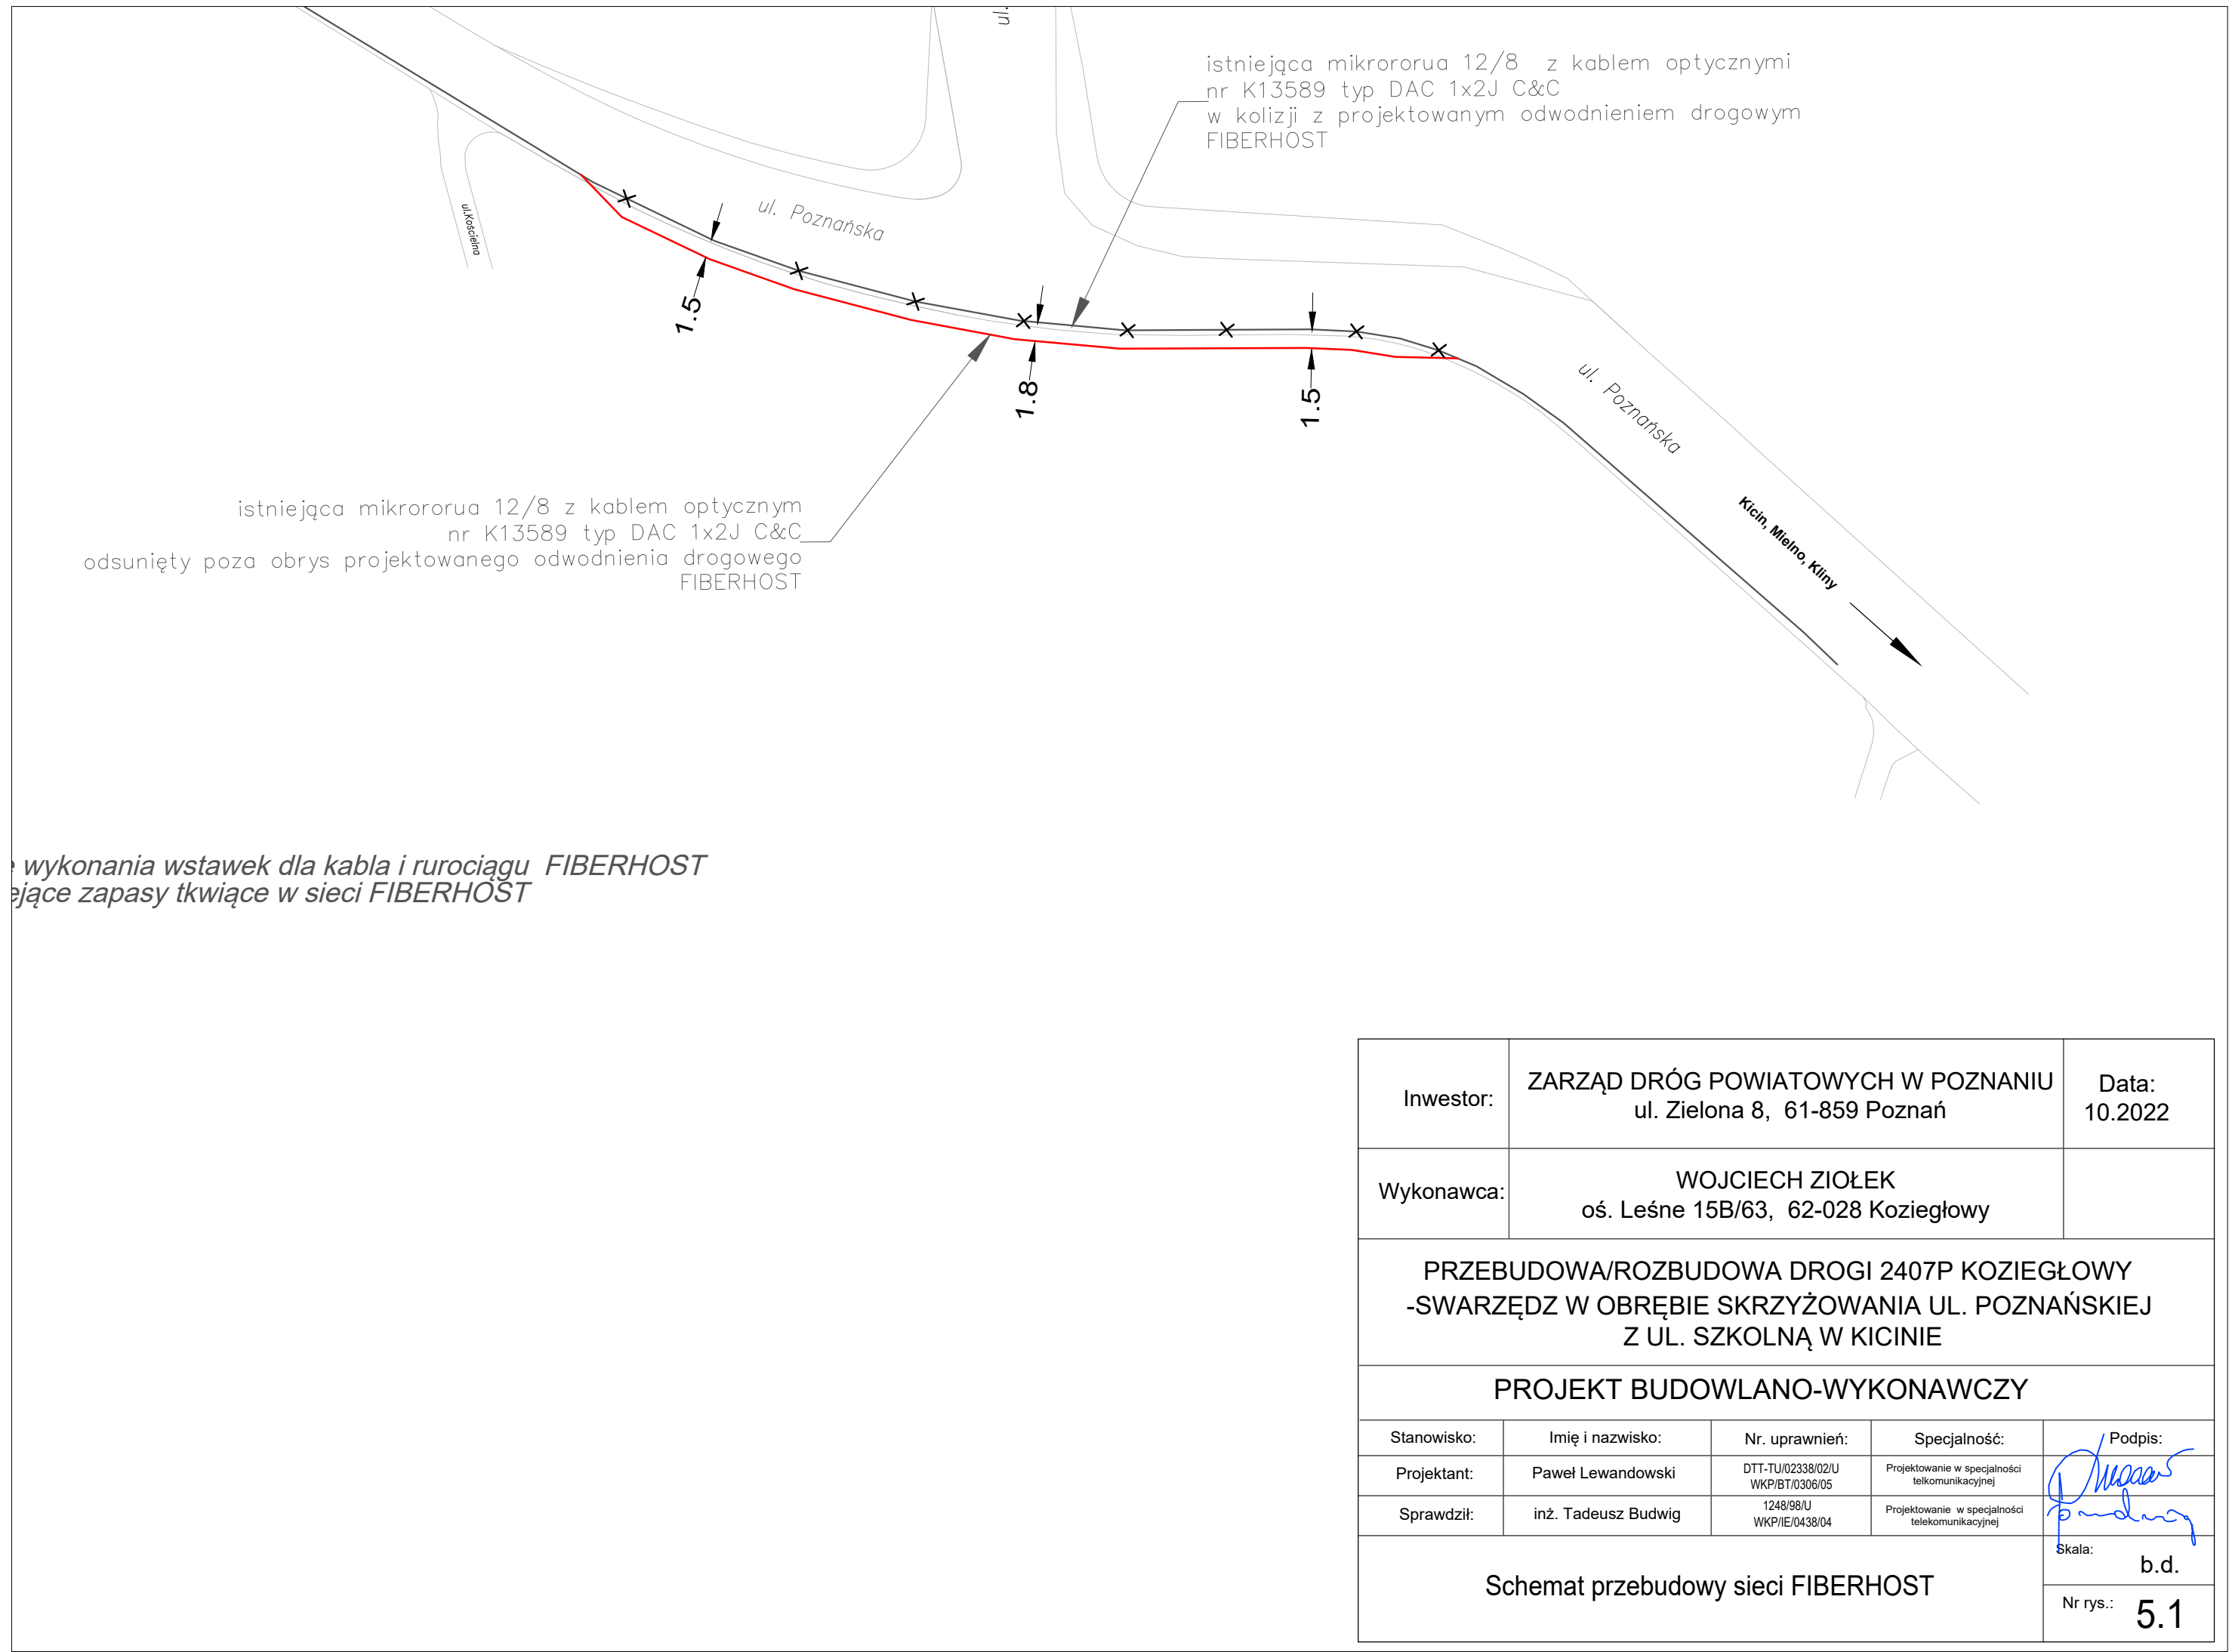 ul.
istniejąca mikrororua 12/8 z kablem optycznymi
nr K13589 typ DAC 1x2J C&C
w kolizji z projektowanym odwodnieniem drogowym
FIBERHOST
ul.Kościelna
ul. Poznańska
1.5
1.8
1.5
ul. Poznańska
Kicin, Mielno, Kliny
istniejąca mikrororua 12/8 z kablem optycznym
nr K13589 typ DAC 1x2J C&C
odsunięty poza obrys projektowanego odwodnienia drogowego
FIBERHOST
wykonania wstawek dla kabla i rurociągu FIBERHOST
ejące zapasy tkwiące w sieci FIBERHOST
Inwestor:
ZARZĄD DRÓG POWIATOWYCH W POZNANIU
ul. Zielona 8, 61-859 Poznań
Data:
10.2022
Wykonawca:
WOJCIECH ZIOŁEK
oś. Leśne 15B/63, 62-028 Koziegłowy
PRZEBUDOWA/ROZBUDOWA DROGI 2407P KOZIEGŁOWY
-SWARZĘDZ W OBRĘBIE SKRZYŻOWANIA UL. POZNAŃSKIEJ
Z UL. SZKOLNĄ W KICINIE
PROJEKT BUDOWLANO-WYKONAWCZY
Stanowisko: Imię i nazwisko: Nr. uprawnień: Specjalność: Podpis:
Projektant:
Paweł Lewandowski
DTT-TU/02338/02/U
WKP/BT/0306/05
Projektowanie w specjalności
telkomunikacyjnej
Sprawdził:
inż. Tadeusz Budwig
1248/98/U
WKP/IE/0438/04
Projektowanie w specjalności
telekomunikacyjnej
Schemat przebudowy sieci FIBERHOST
Skala:
b.d.
Nr rys.: 5.1